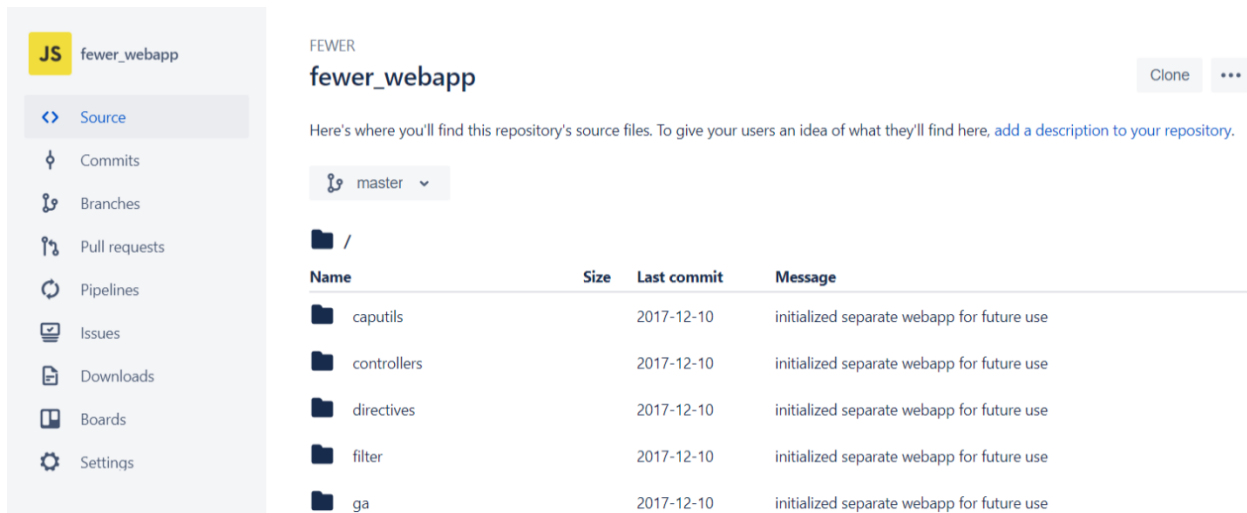 JS fewer_webapp
Source
Commits
Branches
Pull requests
Pipelines
Issues
Downloads
Boards
Settings
FEWER
fewer_webapp
Clone
Here's where you'll find this repository's source files. To give your users an idea of what they'll find here, add a description to your repository.
master
/
Name Size Last commit Message
caputils 2017-12-10 initialized separate webapp for future use
controllers 2017-12-10 initialized separate webapp for future use
directives 2017-12-10 initialized separate webapp for future use
filter 2017-12-10 initialized separate webapp for future use
ga 2017-12-10 initialized separate webapp for future use